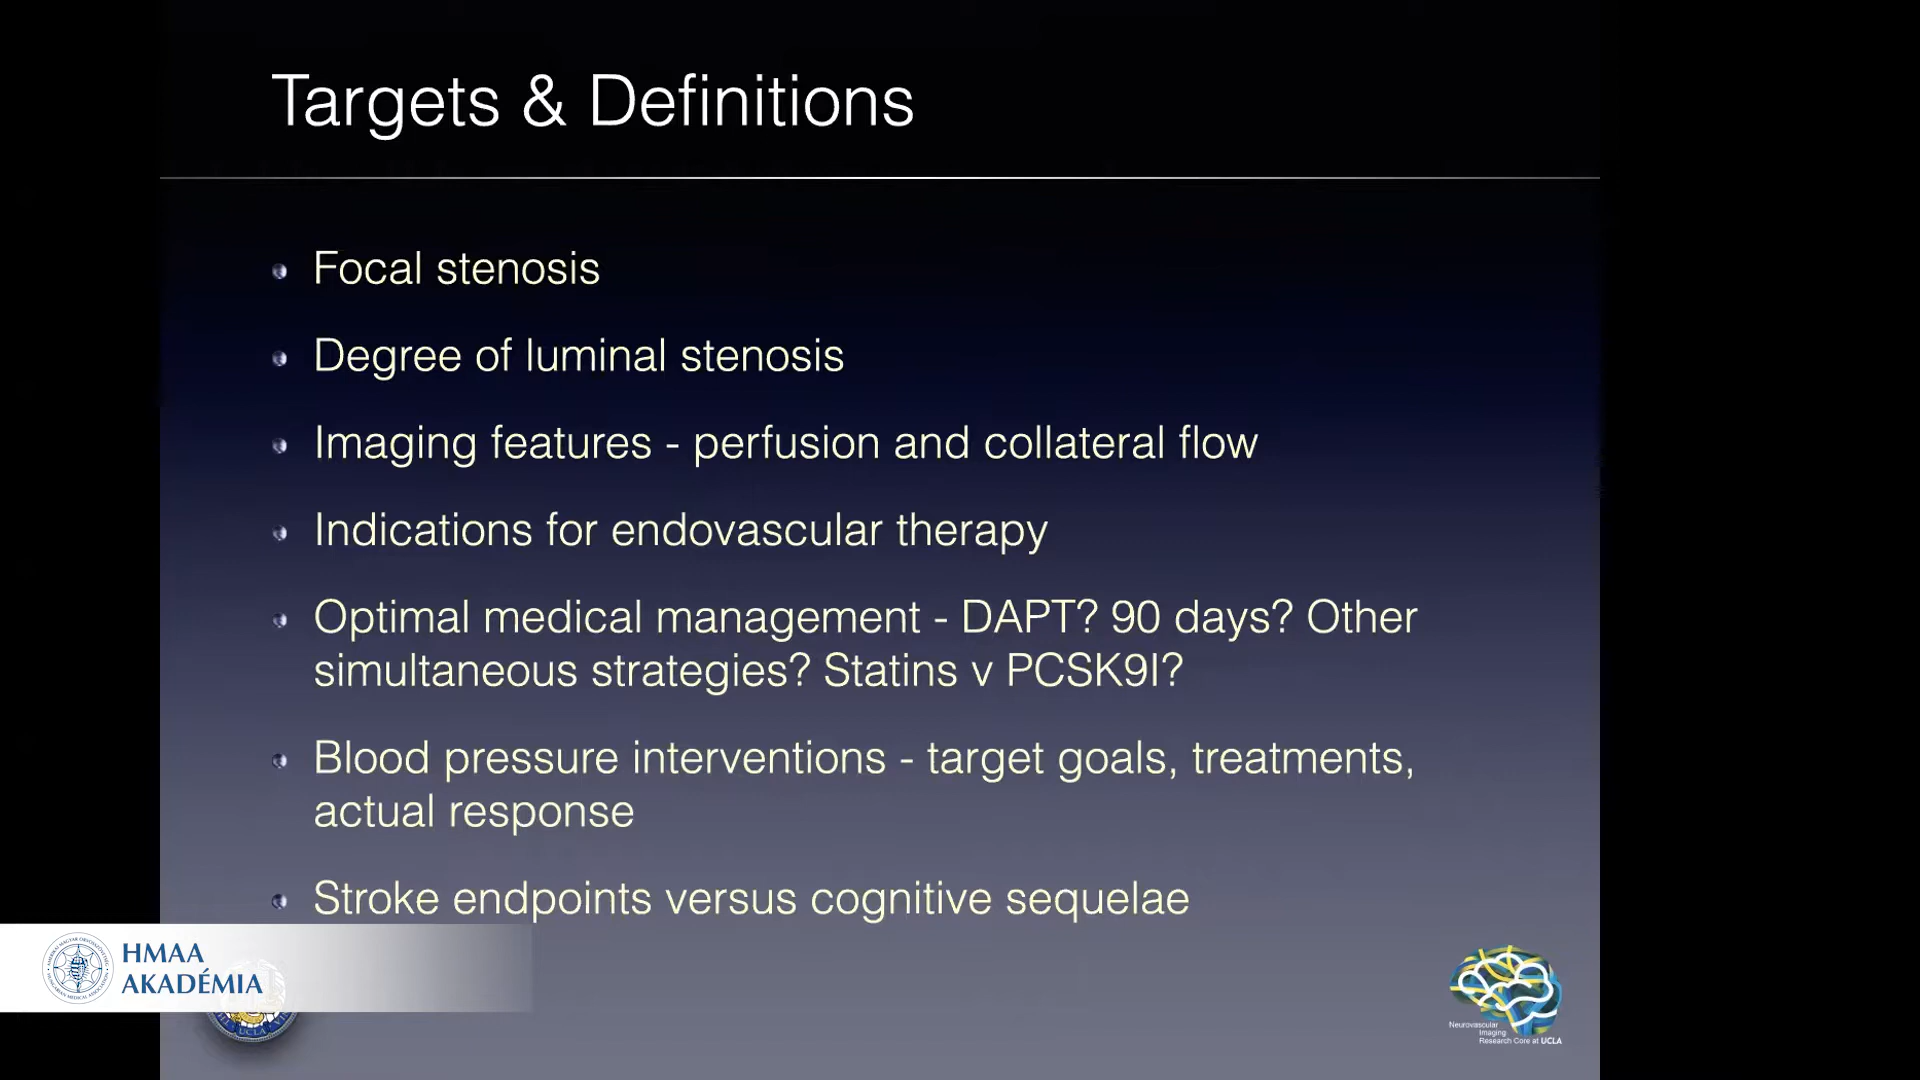 Targets & Definitions
Focal stenosis
Degree of luminal stenosis
Imaging features - perfusion and collateral flow
Indications for endovascular therapy
Optimal medical management - DAPT? 90 days? Other
simultaneous strategies? Statins v PCSK9I?
Blood pressure interventions - target goals, treatments,
actual response
Stroke endpoints versus cognitive sequelae
HMAA
AKADÉMIA
UCLA
Neurovascular
Imaging
Research Core at UCLA